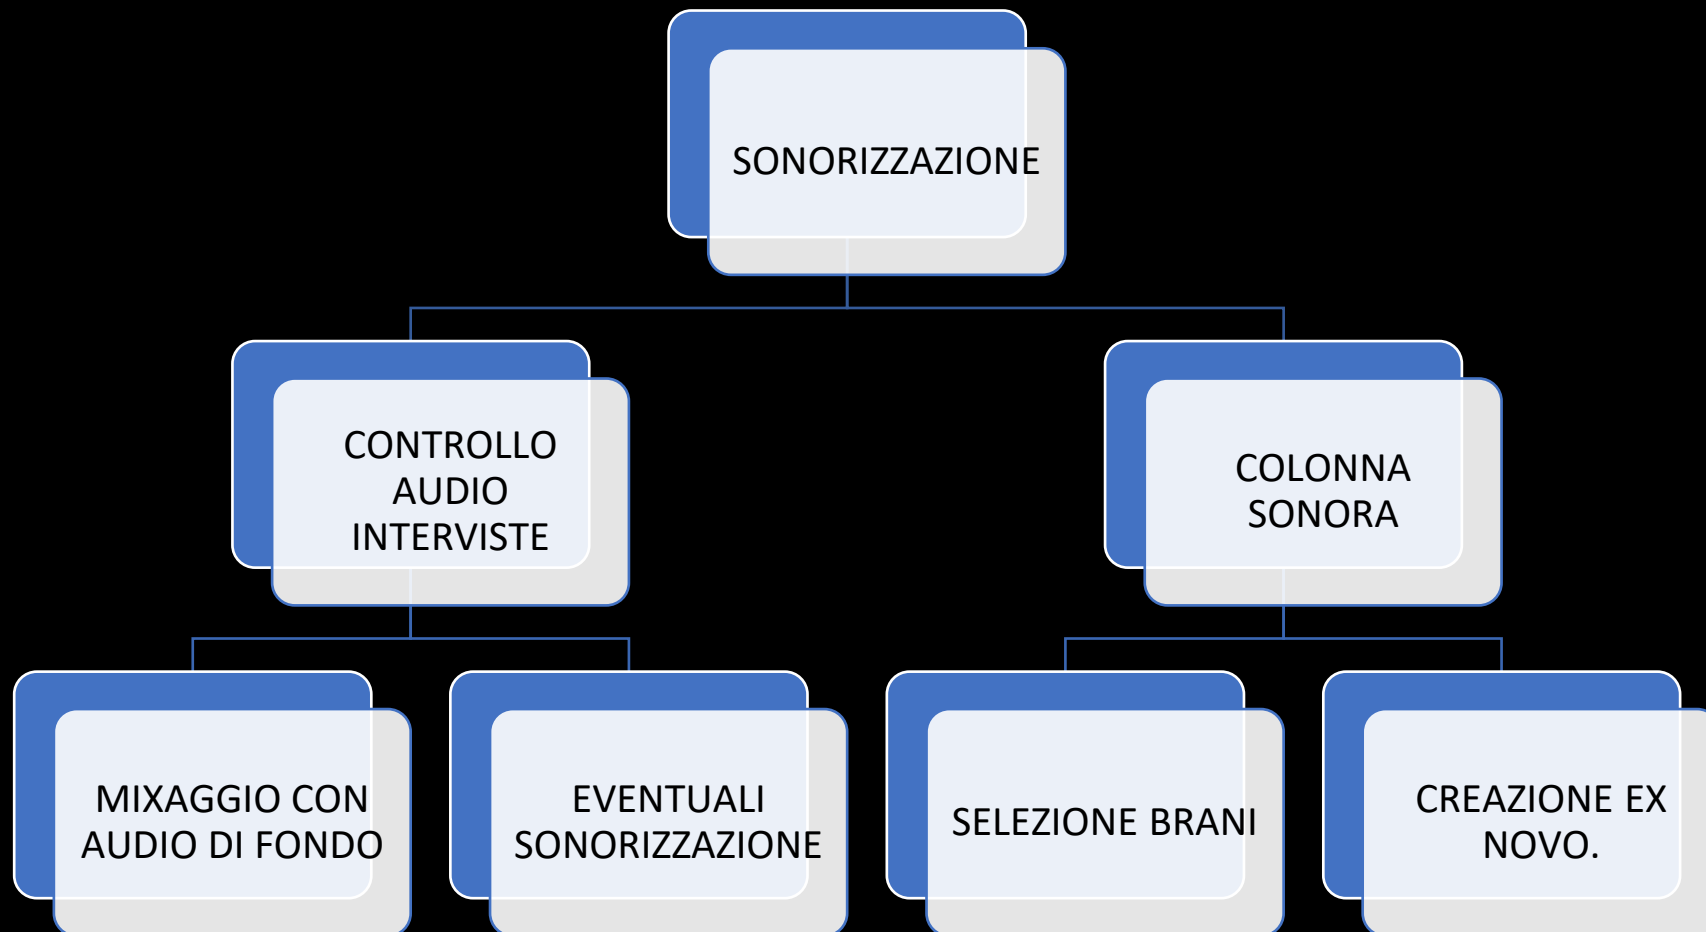 SONORIZZAZIONE
CONTROLLO
AUDIO
INTERVISTE
COLONNA
SONORA
MIXAGGIO CON
AUDIO DI FONDO
EVENTUALI
SONORIZZAZIONE
SELEZIONE BRANI
CREAZIONE EX
NOVO.